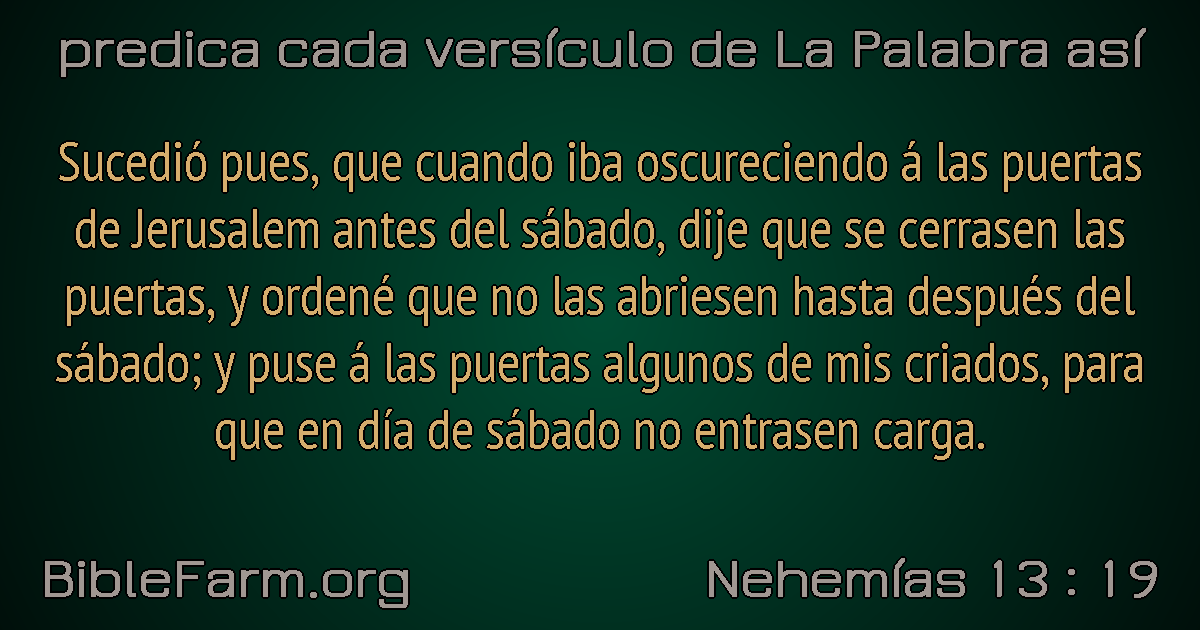 predica cada versículo de La Palabra así
Sucedió pues, que cuando iba oscureciendo á las puertas
de Jerusalem antes del sábado, dije que se cerrasen las
puertas, y ordené que no las abriesen hasta después del
sábado; y puse á las puertas algunos de mis criados, para
que en día de sábado no entrasen carga.
BibleFarm.org
Nehemías 13 : 19